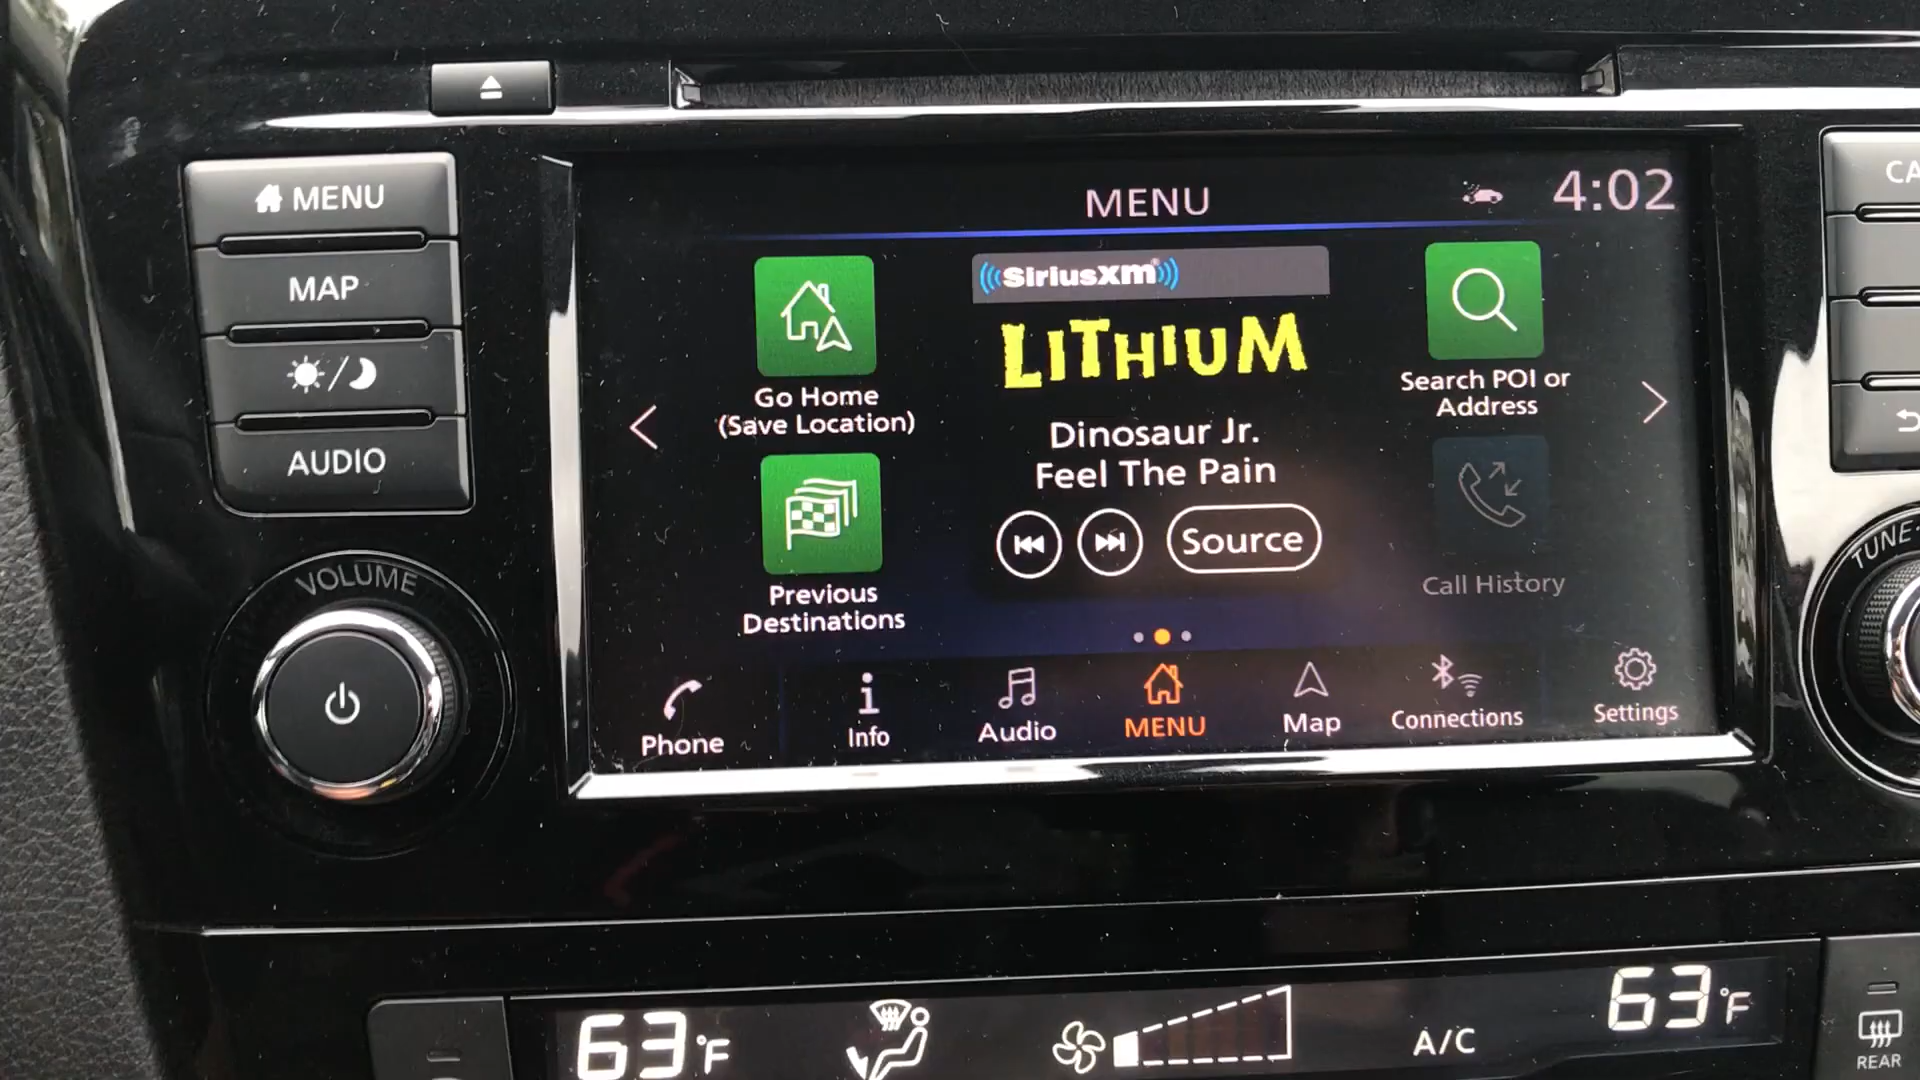 MENU
MAP
AUDIO
VOLUME
MENU
4:02
SiriusXM
LITHIUM
Dinosaur Jr.
Feel The Pain
Source
Go Home
(Save Location)
Previous
Destinations
Search POI or
Address
Call History
Phone
Info
Audio
MENU
Map
Connections
Settings
CA
TUNE
63°F
A/C
63°F
REAR